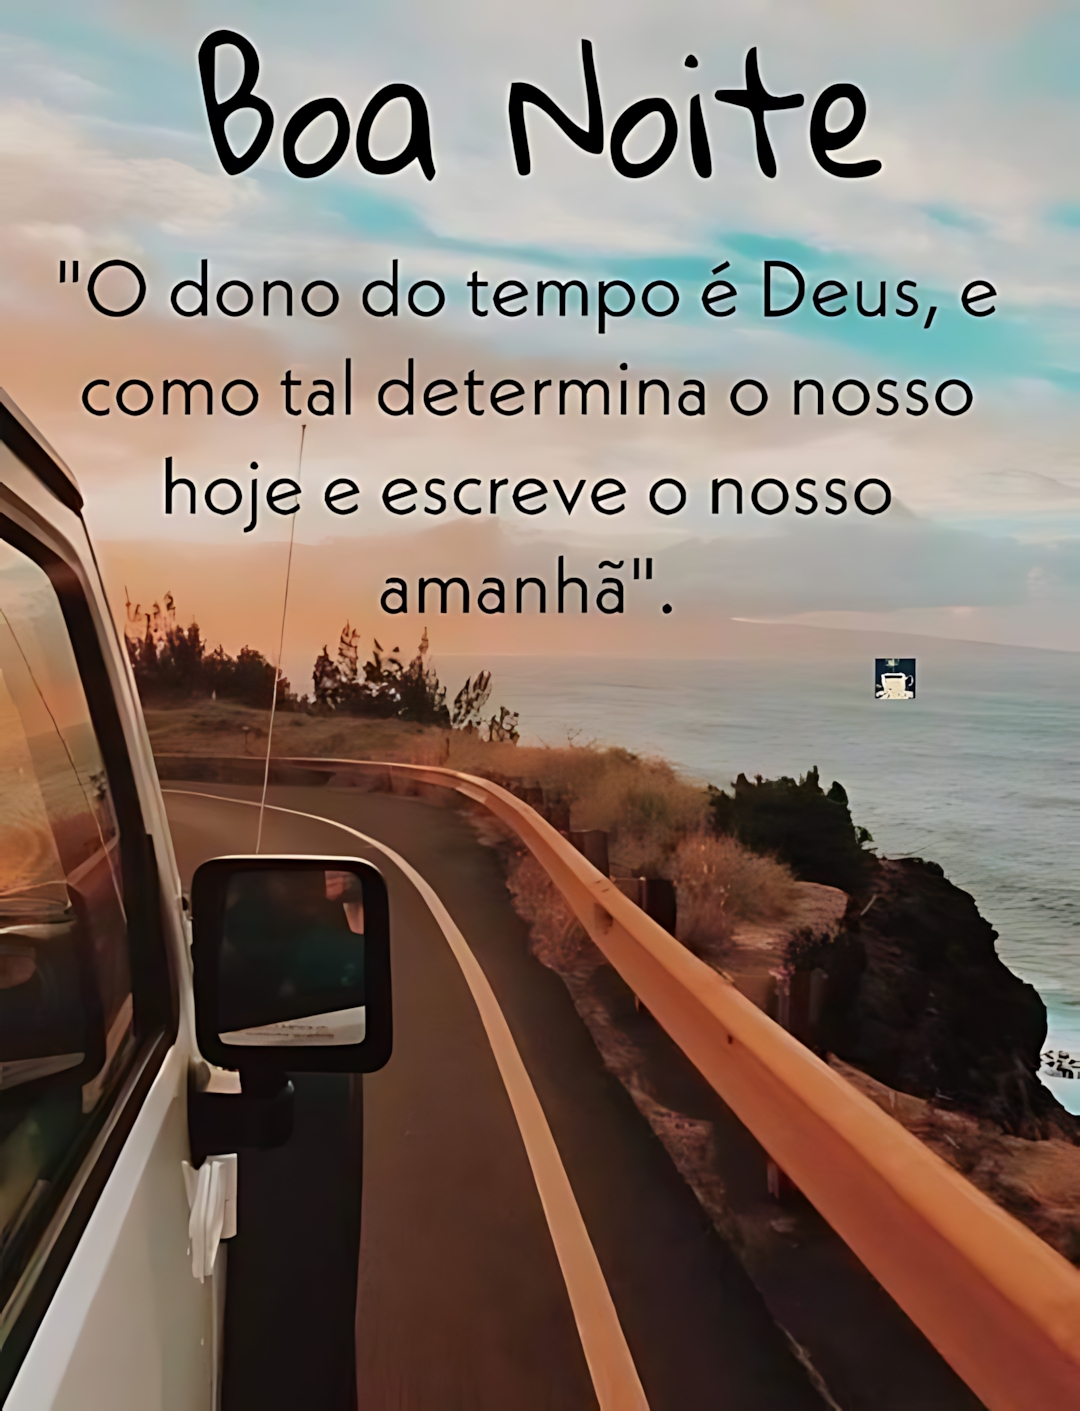 Boa Noite
"O dono do tempo é Deus, e
como tal determina o nosso
hoje e escreve o nosso
amanhã".